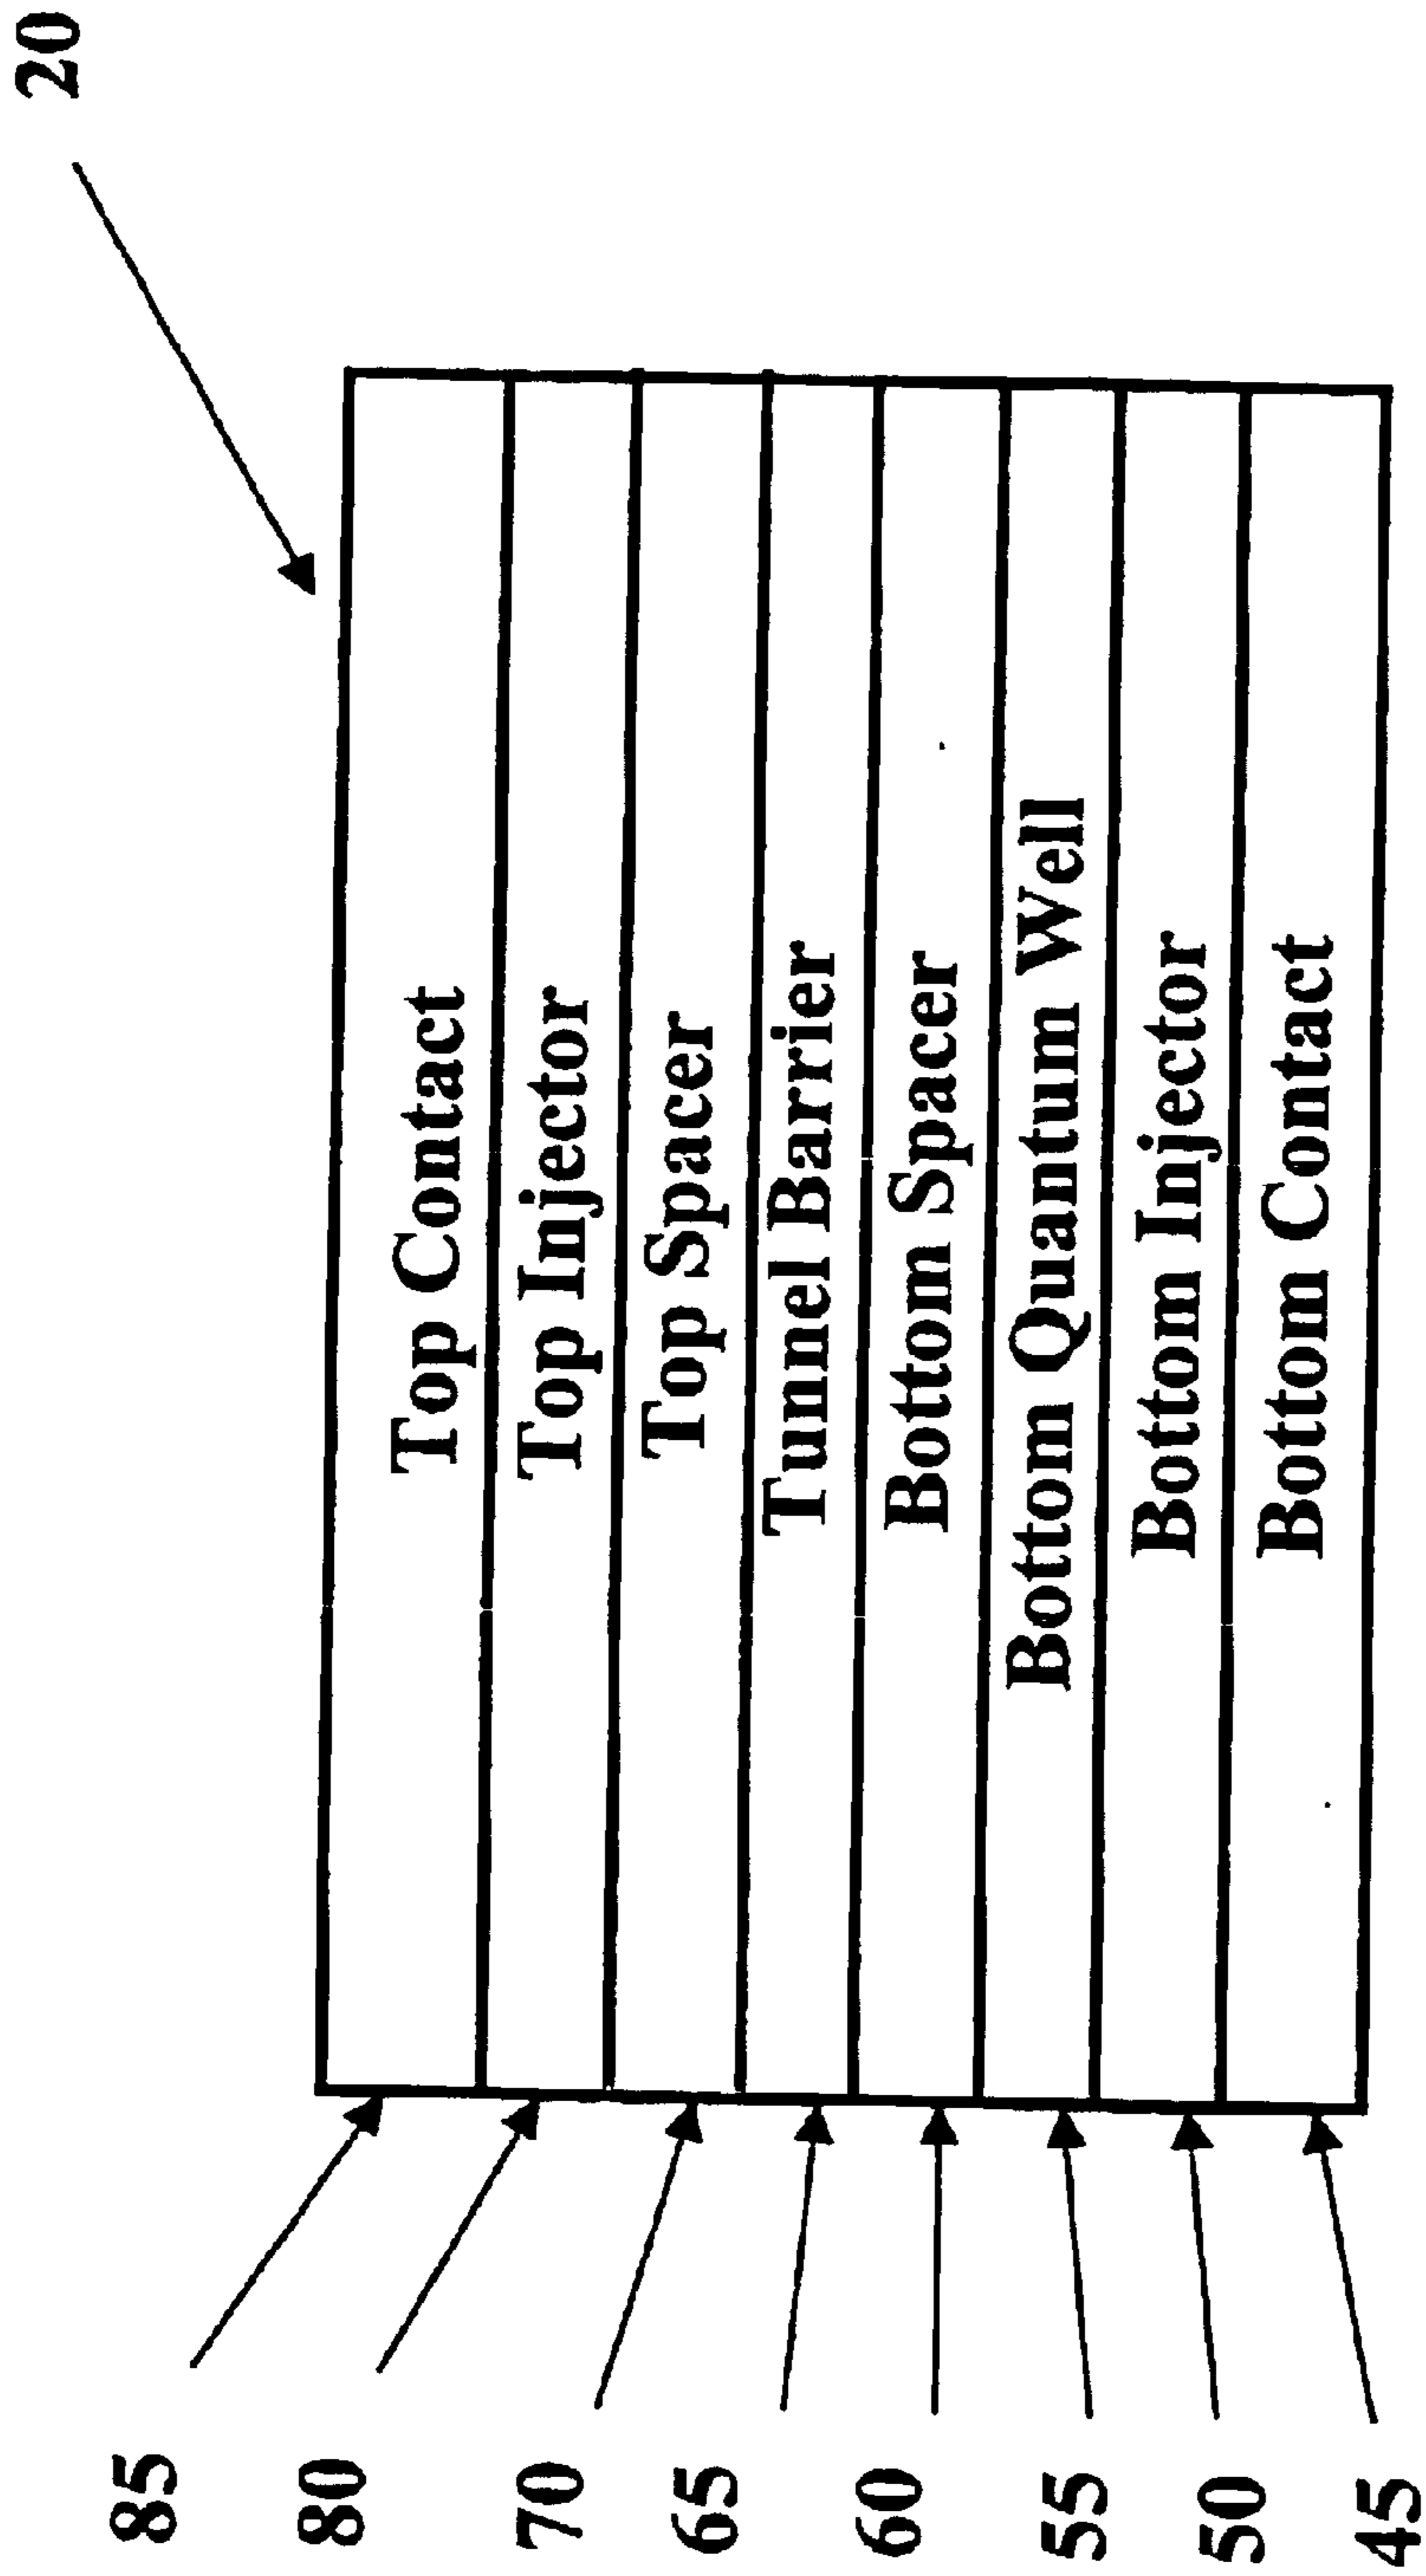 20
85 Top Contact
80 Top Injector
70 Top Spacer
65 Tunnel Barrier
60 Bottom Spacer
55 Bottom Quantum Well
50 Bottom Injector
45 Bottom Contact